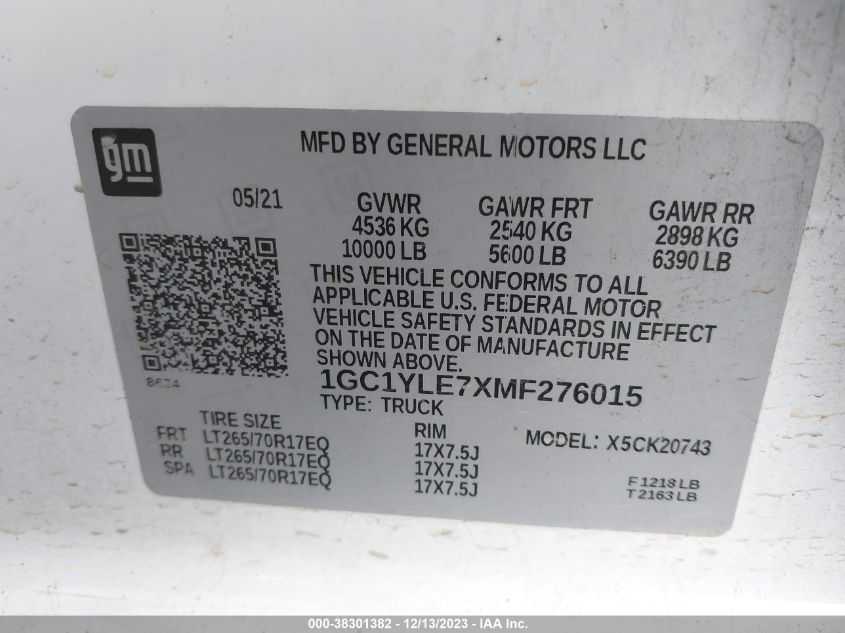 gm
MFD BY GENERAL MOTORS LLC
05/21
GVWR GAWR FRT GAWR RR
4536 KG 2540 KG 2898 KG
10000 LB 5600 LB 6390 LB
THIS VEHICLE CONFORMS TO ALL
APPLICABLE U.S. FEDERAL MOTOR
VEHICLE SAFETY STANDARDS IN EFFECT
ON THE DATE OF MANUFACTURE
SHOWN ABOVE.
8624
1GC1YLE7XMF276015
TYPE: TRUCK
TIRE SIZE RIM MODEL: X5CK20743
FRT LT265/70R17EQ 17X7.5J
RR LT265/70R17EQ 17X7.5J
SPA LT265/70R17EQ 17X7.5J
F1218 LB
T2163 LB
000-38301382 - 12/13/2023 - IAA Inc.